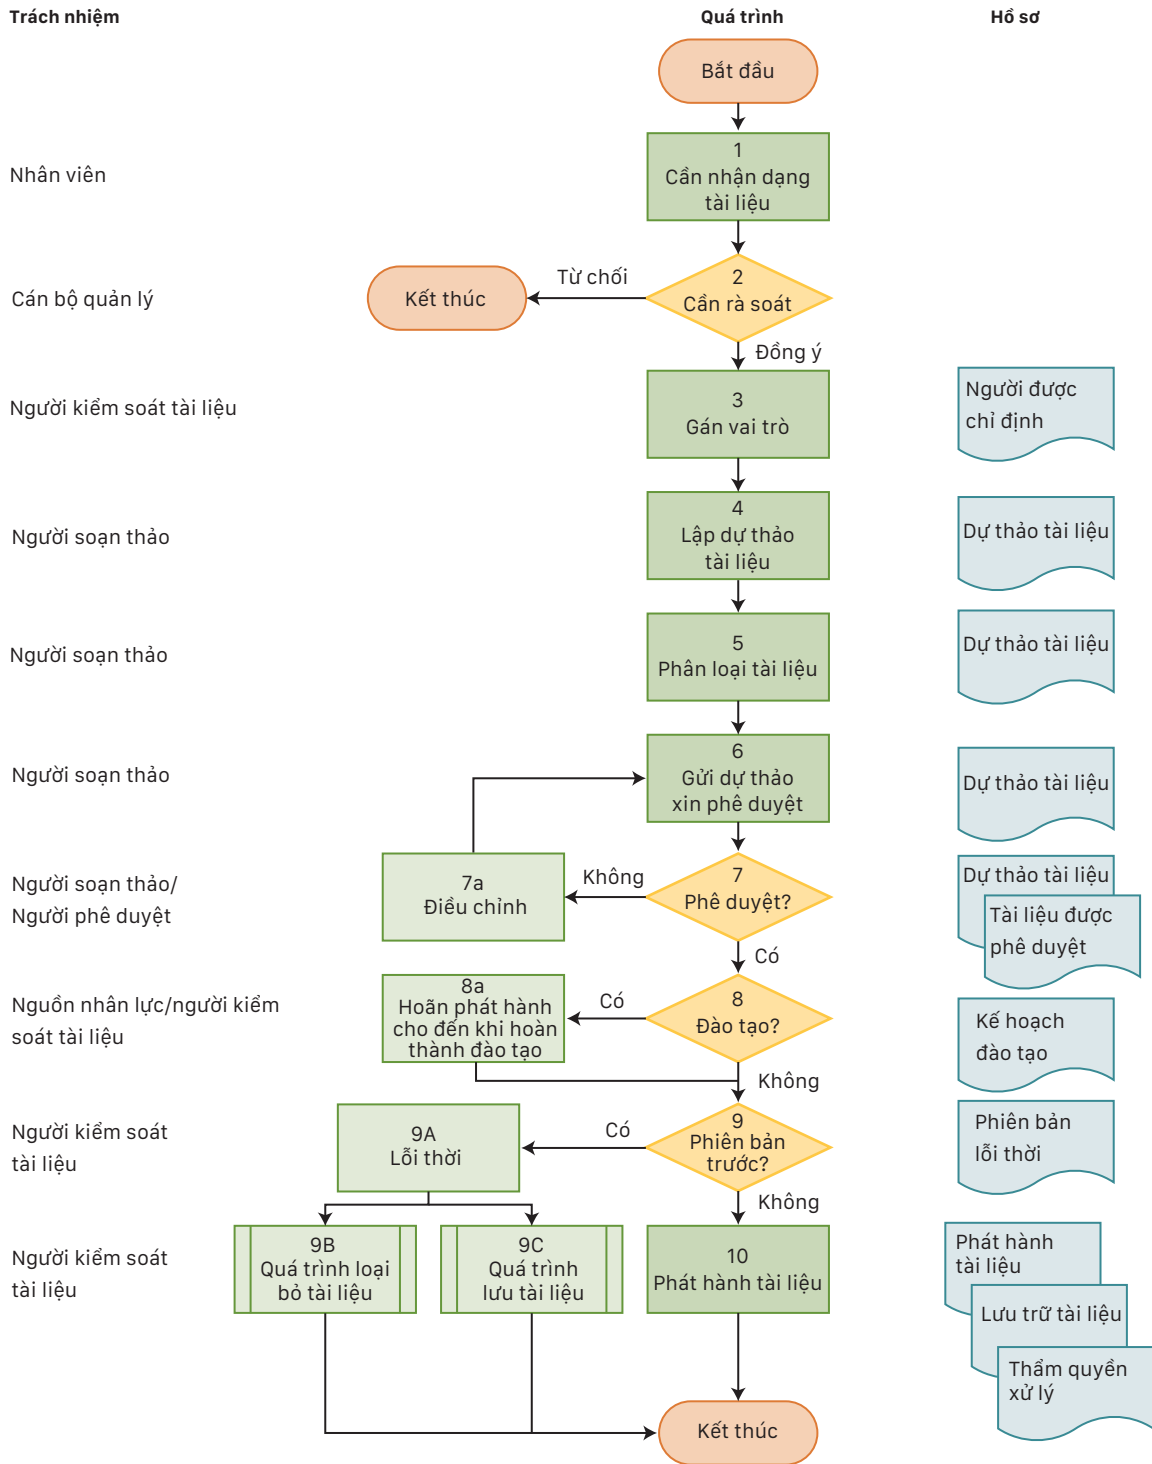 Trách nhiệm
Quá trình
Hồ sơ
Bắt đầu
Nhân viên
1
Cần nhận dạng
tài liệu
Cán bộ quản lý
Kết thúc
Từ chối
2
Cần rà soát
Đồng ý
Người kiểm soát tài liệu
3
Gán vai trò
Người được
chỉ định
Người soạn thảo
4
Lập dự thảo
tài liệu
Dự thảo tài liệu
Người soạn thảo
5
Phân loại tài liệu
Dự thảo tài liệu
Người soạn thảo
6
Gửi dự thảo
xin phê duyệt
Dự thảo tài liệu
Người soạn thảo/
Người phê duyệt
7a
Điều chỉnh
Không
7
Phê duyệt?
Có
Dự thảo tài liệu
Tài liệu được
phê duyệt
Nguồn nhân lực/người kiểm
soát tài liệu
8a
Hoãn phát hành
cho đến khi hoàn
thành đào tạo
Có
8
Đào tạo?
Không
Kế hoạch
đào tạo
Người kiểm soát
tài liệu
9A
Lỗi thời
Có
9
Phiên bản
trước?
Không
Phiên bản
lỗi thời
Người kiểm soát
tài liệu
9B
Quá trình loại
bỏ tài liệu
9C
Quá trình
lưu tài liệu
10
Phát hành tài liệu
Phát hành
tài liệu
Lưu trữ tài liệu
Thẩm quyền
xử lý
Kết thúc